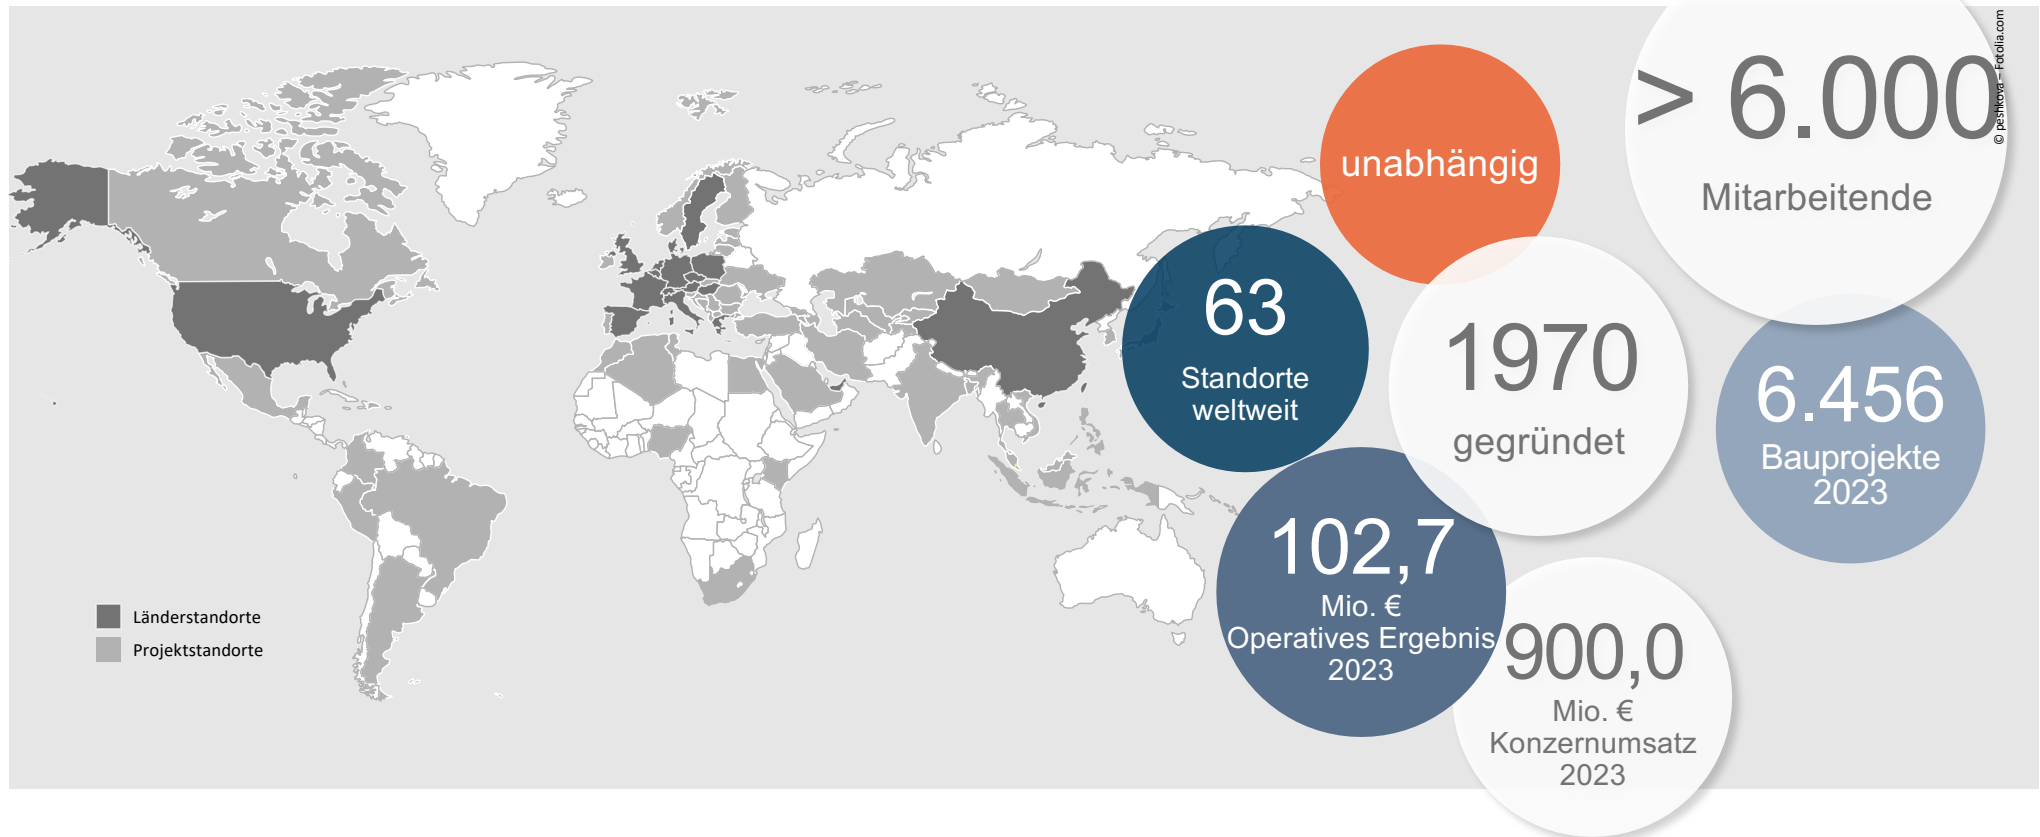 © peshkova – Fotolia.com
> 6.000
Mitarbeitende
unabhängig
63
Standorte
weltweit
1970
gegründet
6.456
Bauprojekte
2023
102,7
Mio. €
Operatives Ergebnis
2023
900,0
Mio. €
Konzernumsatz
2023
Länderstandorte
Projektstandorte